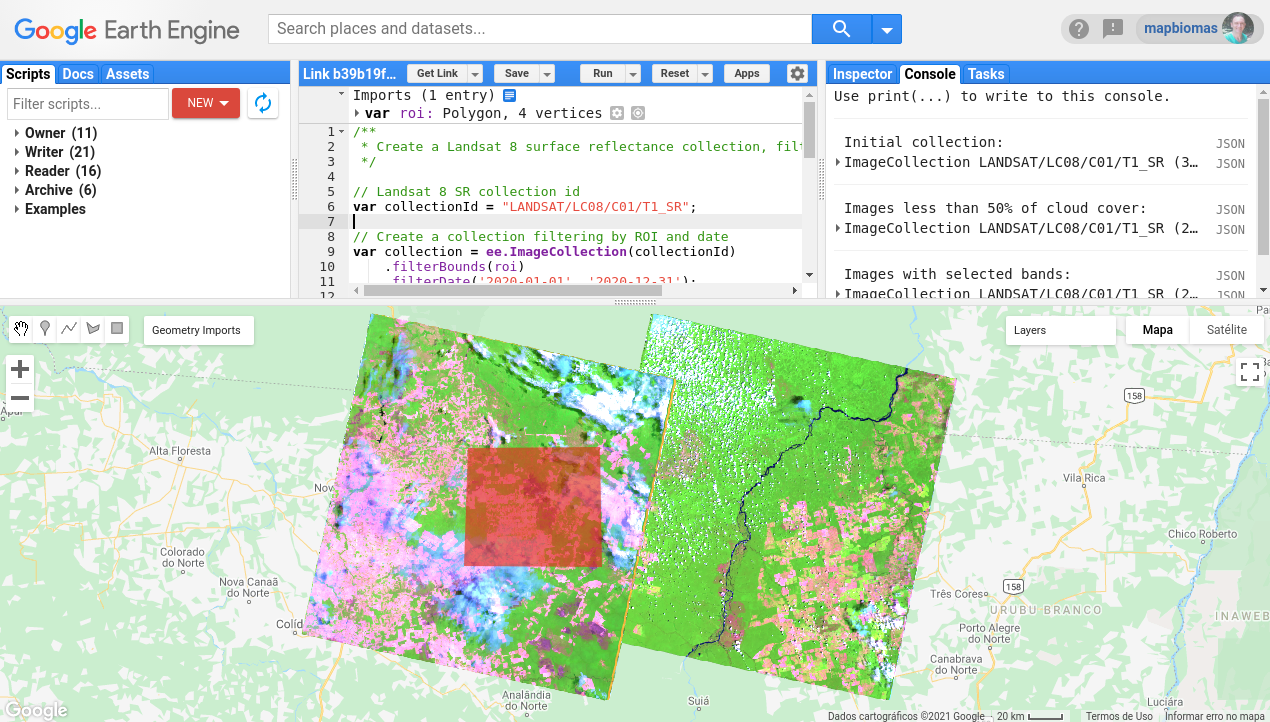 Google Earth Engine
Search places and datasets...
mapbiomas
Scripts Docs Assets
Filter scripts...
NEW
Owner (11)
Writer (21)
Reader (16)
Archive (6)
Examples
Link b39b19f...
Get Link
Save
Run
Reset
Apps
Imports (1 entry)
var roi: Polygon, 4 vertices
1 /**
2 * Create a Landsat 8 surface reflectance collection,
3 */
4
5 // Landsat 8 SR collection id
6 var collectionId = "LANDSAT/LC08/C01/T1_SR";
7
8 // Create a collection filtering by ROI and date
9 var collection = ee.ImageCollection(collectionId)
10 .filterBounds(roi)
11 .filterDate('2020-01-01', '2020-12-31');
12
Inspector Console Tasks
Use print(...) to write to this console.
Initial collection:
JSON
ImageCollection LANDSAT/LC08/C01/T1_SR (3…
JSON
Images less than 50% of cloud cover:
JSON
ImageCollection LANDSAT/LC08/C01/T1_SR (2…
JSON
Images with selected bands:
JSON
ImageCollection LANDSAT/LC08/C01/T1_SR (2…
JSON
Geometry Imports
Layers
Mapa
Satélite
158
Alta Floresta
Vila Rica
Chico Roberto
Colorado
do Norte
Nova Canaã
do Norte
158
Três Cores
URUBU BRANCO
INAWEB
Porto Alegre
do Norte
Colíd
Canabrava
do Norte
Analândia
do Norte
Suiá
Luciára
Google
Dados cartográficos ©2021 Google
20 km
Termos de Uso
Informar erro no mapa